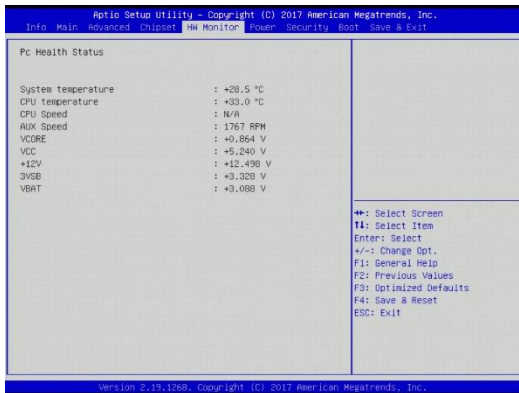 Aptio Setup Utility – Copyright (C) 2017 American Megatrends, Inc.
Info Main Advanced Chipset HW Monitor Power Security Boot Save & Exit
Pc Health Status
System temperature : +28.5 °C
CPU temperature : +33.0 °C
CPU Speed : N/A
AUX Speed : 1767 RPM
VCORE : +0.864 V
VCC : +5.240 V
+12V : +12.498 V
3VSB : +3.328 V
VBAT : +3.088 V
→←: Select Screen
↑↓: Select Item
Enter: Select
+/-: Change Opt.
F1: General Help
F2: Previous Values
F3: Optimized Defaults
F4: Save & Reset
ESC: Exit
Version 2.19.1268. Copyright (C) 2017 American Megatrends, Inc.